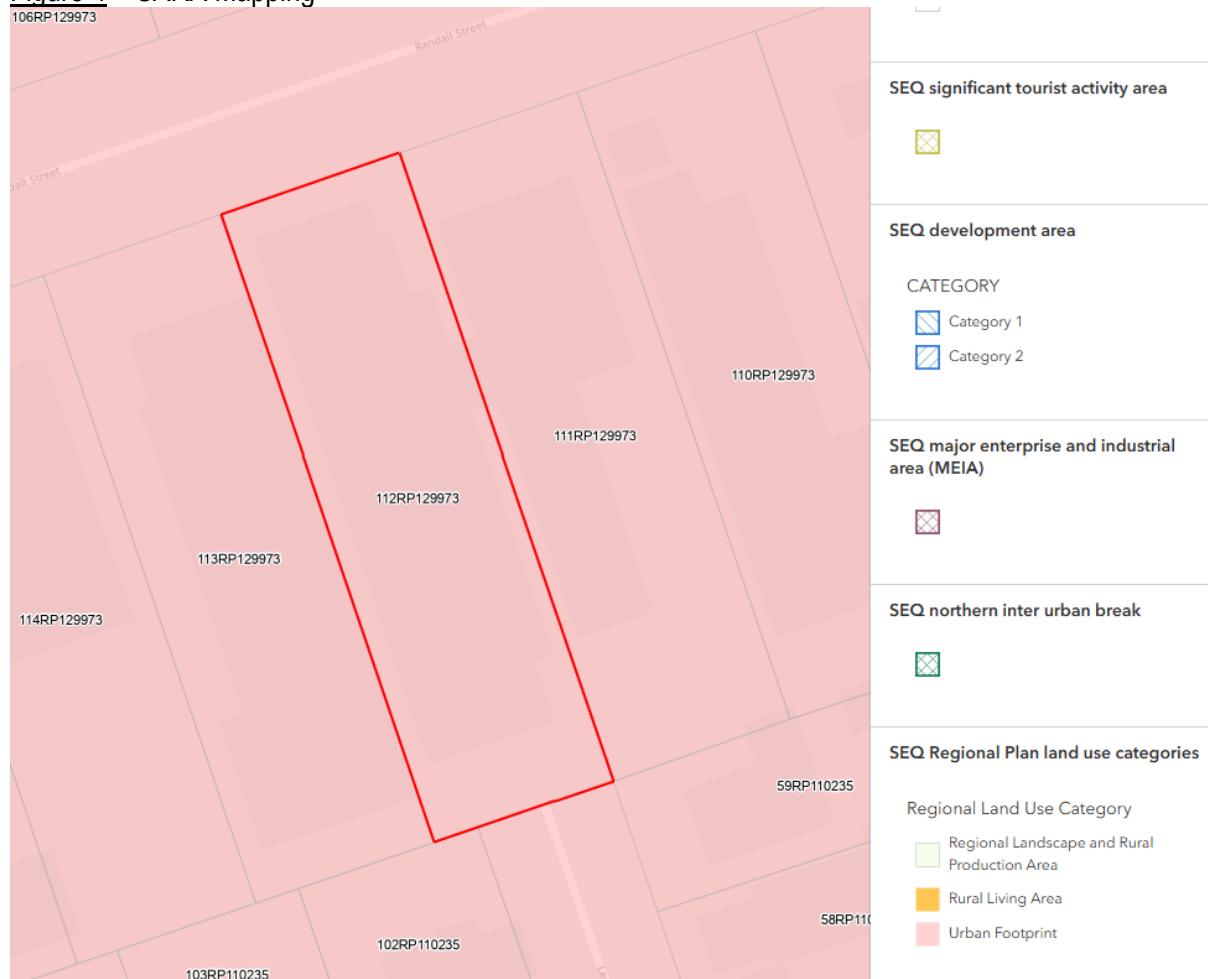 106RP129973
Randall Street
110RP129973
111RP129973
112RP129973
113RP129973
114RP129973
59RP110235
102RP110235
103RP110235
SEQ significant tourist activity area
SEQ development area
CATEGORY
Category 1
Category 2
SEQ major enterprise and industrial
area (MEIA)
SEQ northern inter urban break
SEQ Regional Plan land use categories
Regional Land Use Category
Regional Landscape and Rural
Production Area
Rural Living Area
Urban Footprint